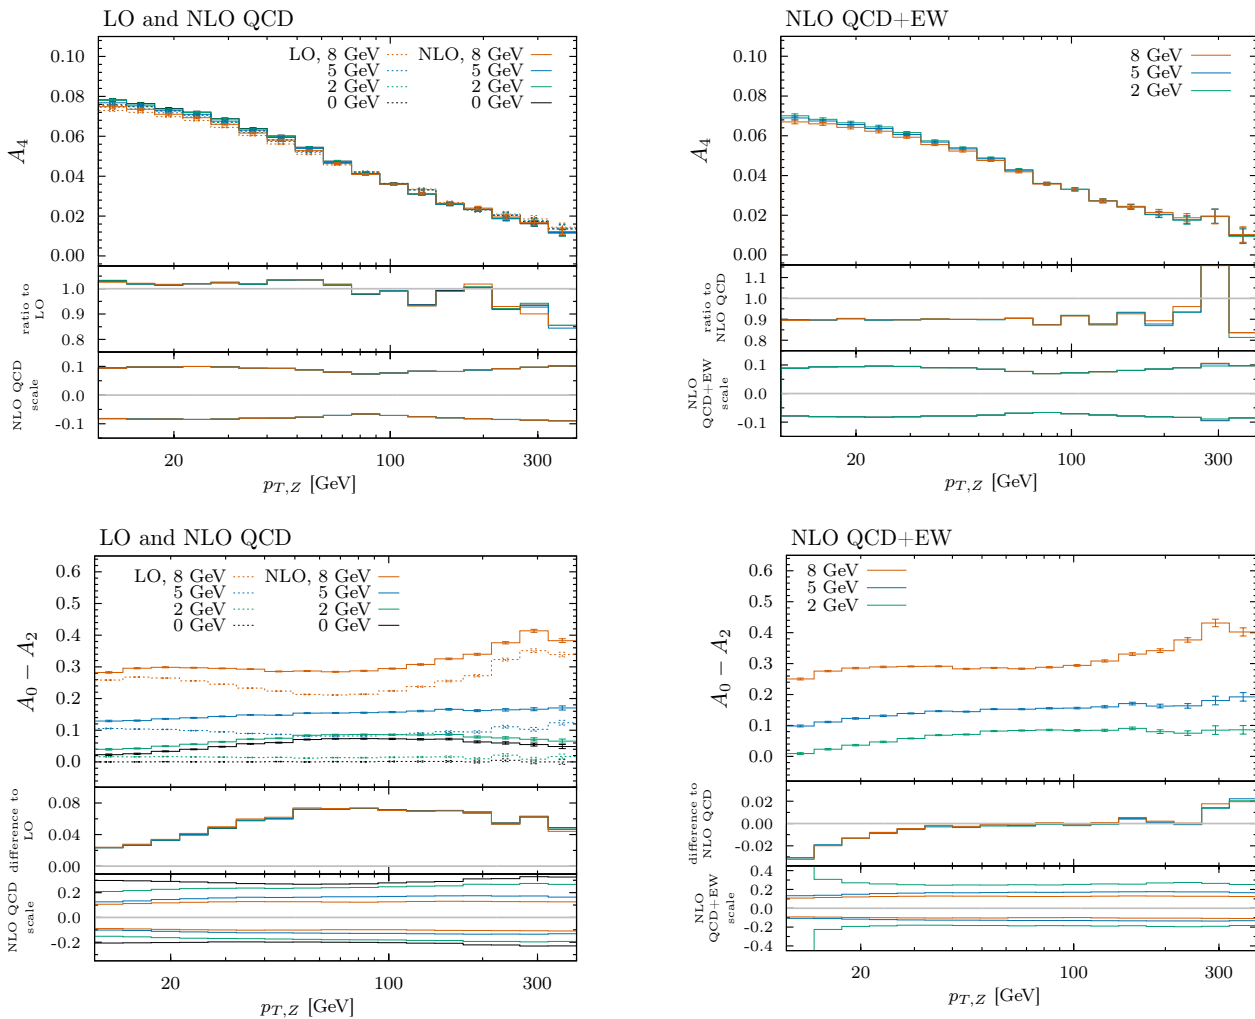 LO and NLO QCD
A₄
0.10
0.08
0.06
0.04
0.02
0.00
LO, 8 GeV
5 GeV
2 GeV
0 GeV
NLO, 8 GeV
5 GeV
2 GeV
0 GeV
ratio to
LO
1.0
0.9
0.8
NLO QCD
scale
0.1
0.0
-0.1
20
100
300
p_{T,Z} [GeV]
NLO QCD+EW
A₄
0.10
0.08
0.06
0.04
0.02
0.00
8 GeV
5 GeV
2 GeV
ratio to
NLO QCD
1.1
1.0
0.9
0.8
NLO
QCD+EW
scale
0.1
0.0
-0.1
20
100
300
p_{T,Z} [GeV]
LO and NLO QCD
A₀ − A₂
0.6
0.5
0.4
0.3
0.2
0.1
0.0
LO, 8 GeV
5 GeV
2 GeV
0 GeV
NLO, 8 GeV
5 GeV
2 GeV
0 GeV
difference to
LO
0.08
0.04
0.00
NLO QCD
scale
0.2
0.0
-0.2
20
100
300
p_{T,Z} [GeV]
NLO QCD+EW
A₀ − A₂
0.6
0.5
0.4
0.3
0.2
0.1
0.0
8 GeV
5 GeV
2 GeV
difference to
NLO QCD
0.02
0.00
-0.02
NLO
QCD+EW
scale
0.4
0.2
0.0
-0.2
-0.4
20
100
300
p_{T,Z} [GeV]